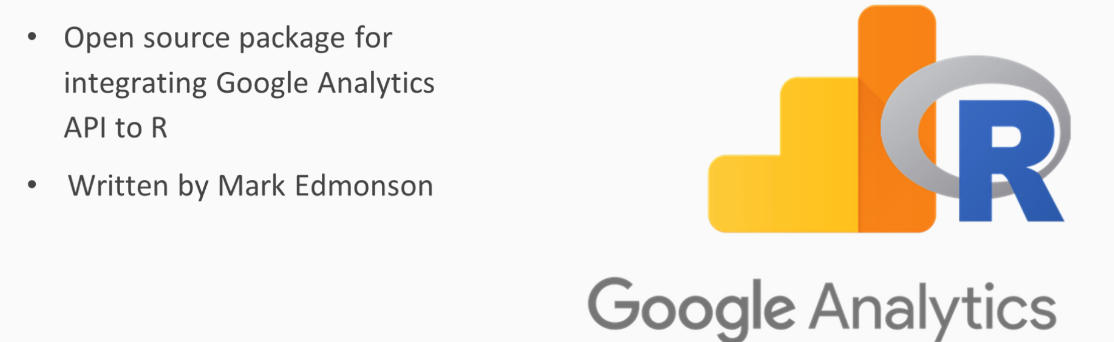 • Open source package for
integrating Google Analytics
API to R
• Written by Mark Edmonson
R
Google Analytics